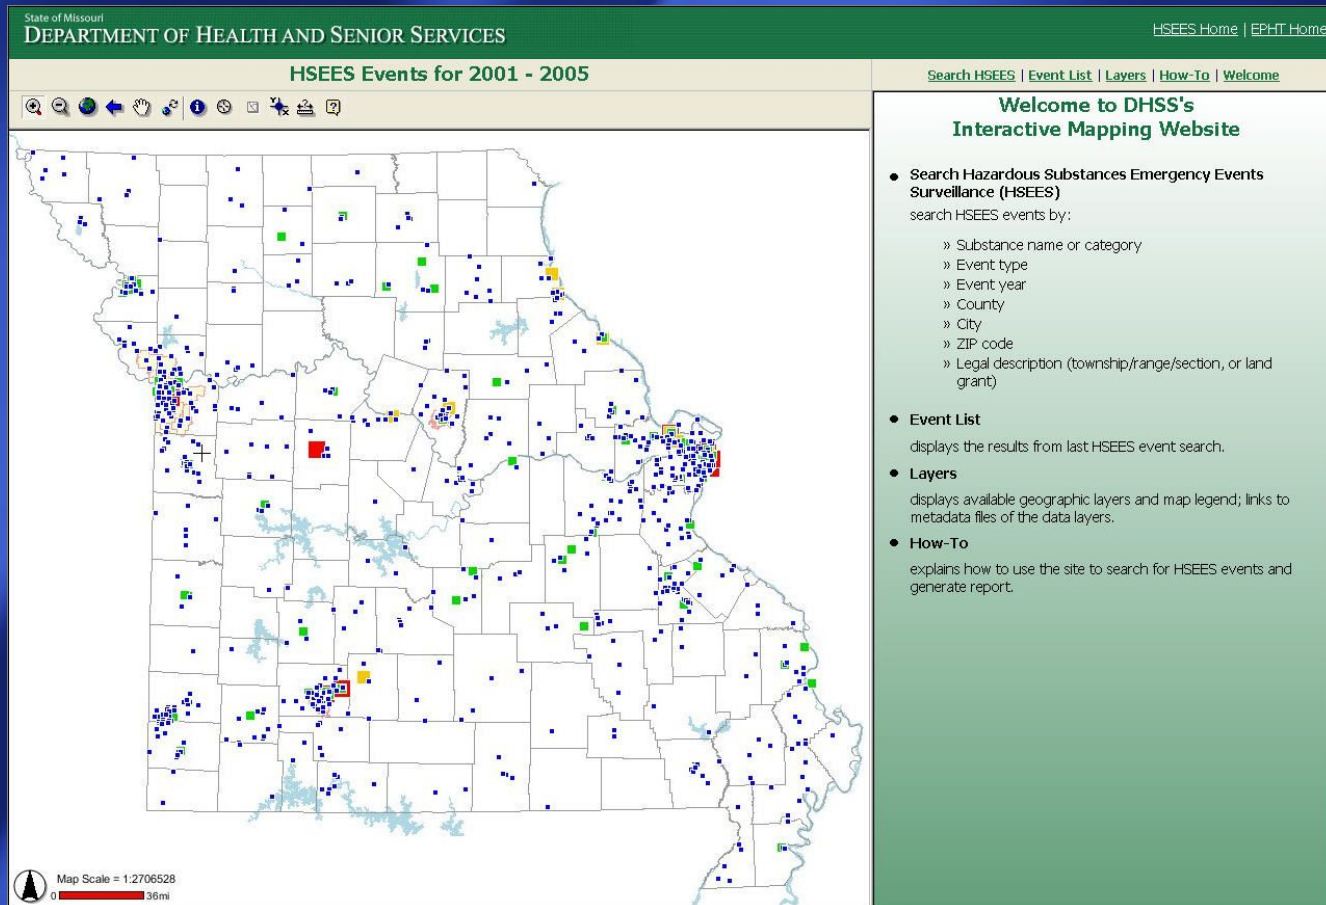 State of Missouri
DEPARTMENT OF HEALTH AND SENIOR SERVICES
HSEES Home | EPHT Home
HSEES Events for 2001 - 2005
Search HSEES | Event List | Layers | How-To | Welcome
Welcome to DHSS's
Interactive Mapping Website
• Search Hazardous Substances Emergency Events
Surveillance (HSEES)
search HSEES events by:
» Substance name or category
» Event type
» Event year
» County
» City
» ZIP code
» Legal description (township/range/section, or land
grant)
• Event List
displays the results from last HSEES event search.
• Layers
displays available geographic layers and map legend; links to
metadata files of the data layers.
• How-To
explains how to use the site to search for HSEES events and
generate report.
Map Scale = 1:2706528
0 36mi